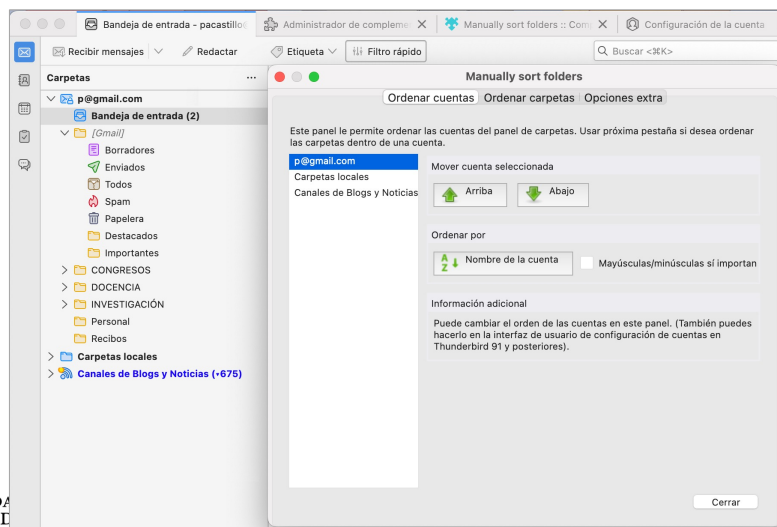 Bandeja de entrada - pacastillo
Administrador de compleme
Manually sort folders :: Com
Configuración de la cuenta
Recibir mensajes
Redactar
Etiqueta
Filtro rápido
Buscar <⌘K>
Carpetas
p@gmail.com
Bandeja de entrada (2)
[Gmail]
Borradores
Enviados
Todos
Spam
Papelera
Destacados
Importantes
CONGRESOS
DOCENCIA
INVESTIGACIÓN
Personal
Recibos
Carpetas locales
Canales de Blogs y Noticias (•675)
Manually sort folders
Ordenar cuentas
Ordenar carpetas
Opciones extra
Este panel le permite ordenar las cuentas del panel de carpetas. Usar próxima pestaña si desea ordenar
las carpetas dentro de una cuenta.
p@gmail.com
Carpetas locales
Canales de Blogs y Noticias
Mover cuenta seleccionada
Arriba
Abajo
Ordenar por
Nombre de la cuenta
Mayúsculas/minúsculas sí importan
Información adicional
Puede cambiar el orden de las cuentas en este panel. (También puedes
hacerlo en la interfaz de usuario de configuración de cuentas en
Thunderbird 91 y posteriores).
Cerrar